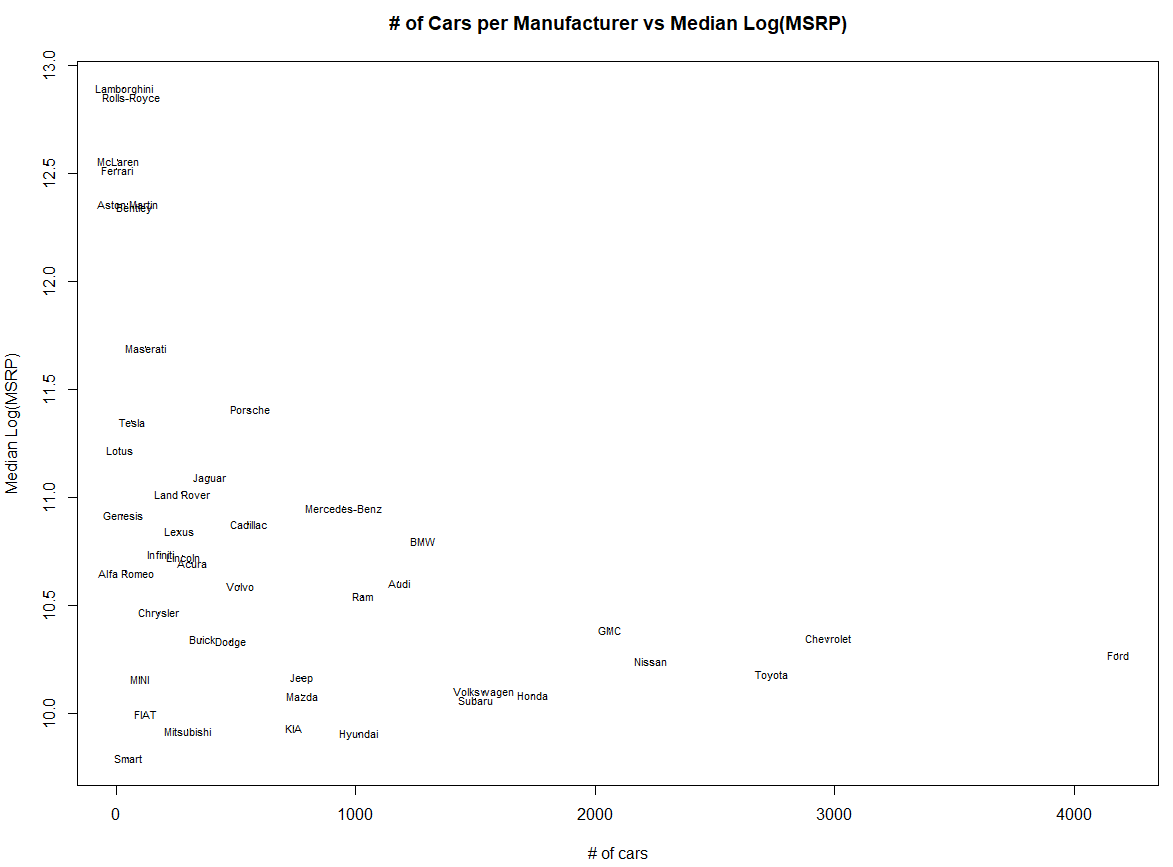 # of Cars per Manufacturer vs Median Log(MSRP)
Median Log(MSRP)
13.0
12.5
12.0
11.5
11.0
10.5
10.0
Lamborghini
Rolls-Royce
McLaren
Ferrari
Aston Martin
Bentley
Maserati
Porsche
Tesla
Lotus
Jaguar
Land Rover
Mercedes-Benz
Genesis
Cadillac
Lexus
BMW
Infiniti
Lincoln
Acura
Alfa Romeo
Audi
Volvo
Ram
Chrysler
GMC
Buick
Dodge
Chevrolet
Ford
Nissan
Toyota
MINI
Jeep
Mazda
Volkswagen
Subaru
Honda
FIAT
Mitsubishi
KIA
Hyundai
Smart
0 1000 2000 3000 4000
# of cars